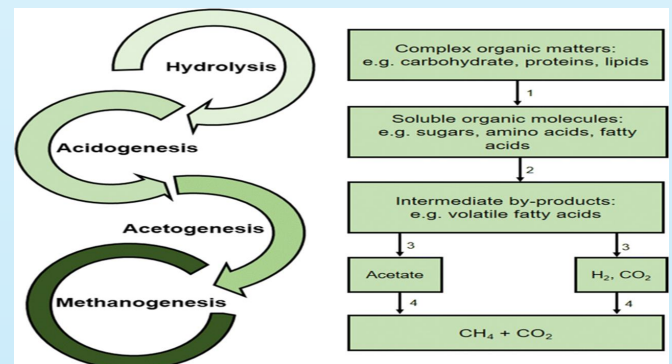 Hydrolysis
Acidogenesis
Acetogenesis
Methanogenesis
Complex organic matters:
e.g. carbohydrate, proteins, lipids
1
Soluble organic molecules:
e.g. sugars, amino acids, fatty
acids
2
Intermediate by-products:
e.g. volatile fatty acids
3 3
Acetate H₂, CO₂
4 4
CH₄ + CO₂